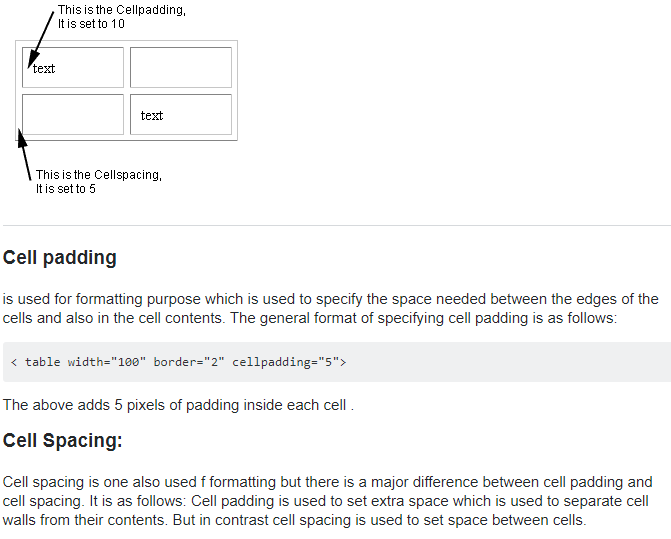 This is the Cellpadding,
It is set to 10
text
text
This is the Cellspacing,
It is set to 5
Cell padding
is used for formatting purpose which is used to specify the space needed between the edges of the
cells and also in the cell contents. The general format of specifying cell padding is as follows:
< table width="100" border="2" cellpadding="5">
The above adds 5 pixels of padding inside each cell .
Cell Spacing:
Cell spacing is one also used f formatting but there is a major difference between cell padding and
cell spacing. It is as follows: Cell padding is used to set extra space which is used to separate cell
walls from their contents. But in contrast cell spacing is used to set space between cells.